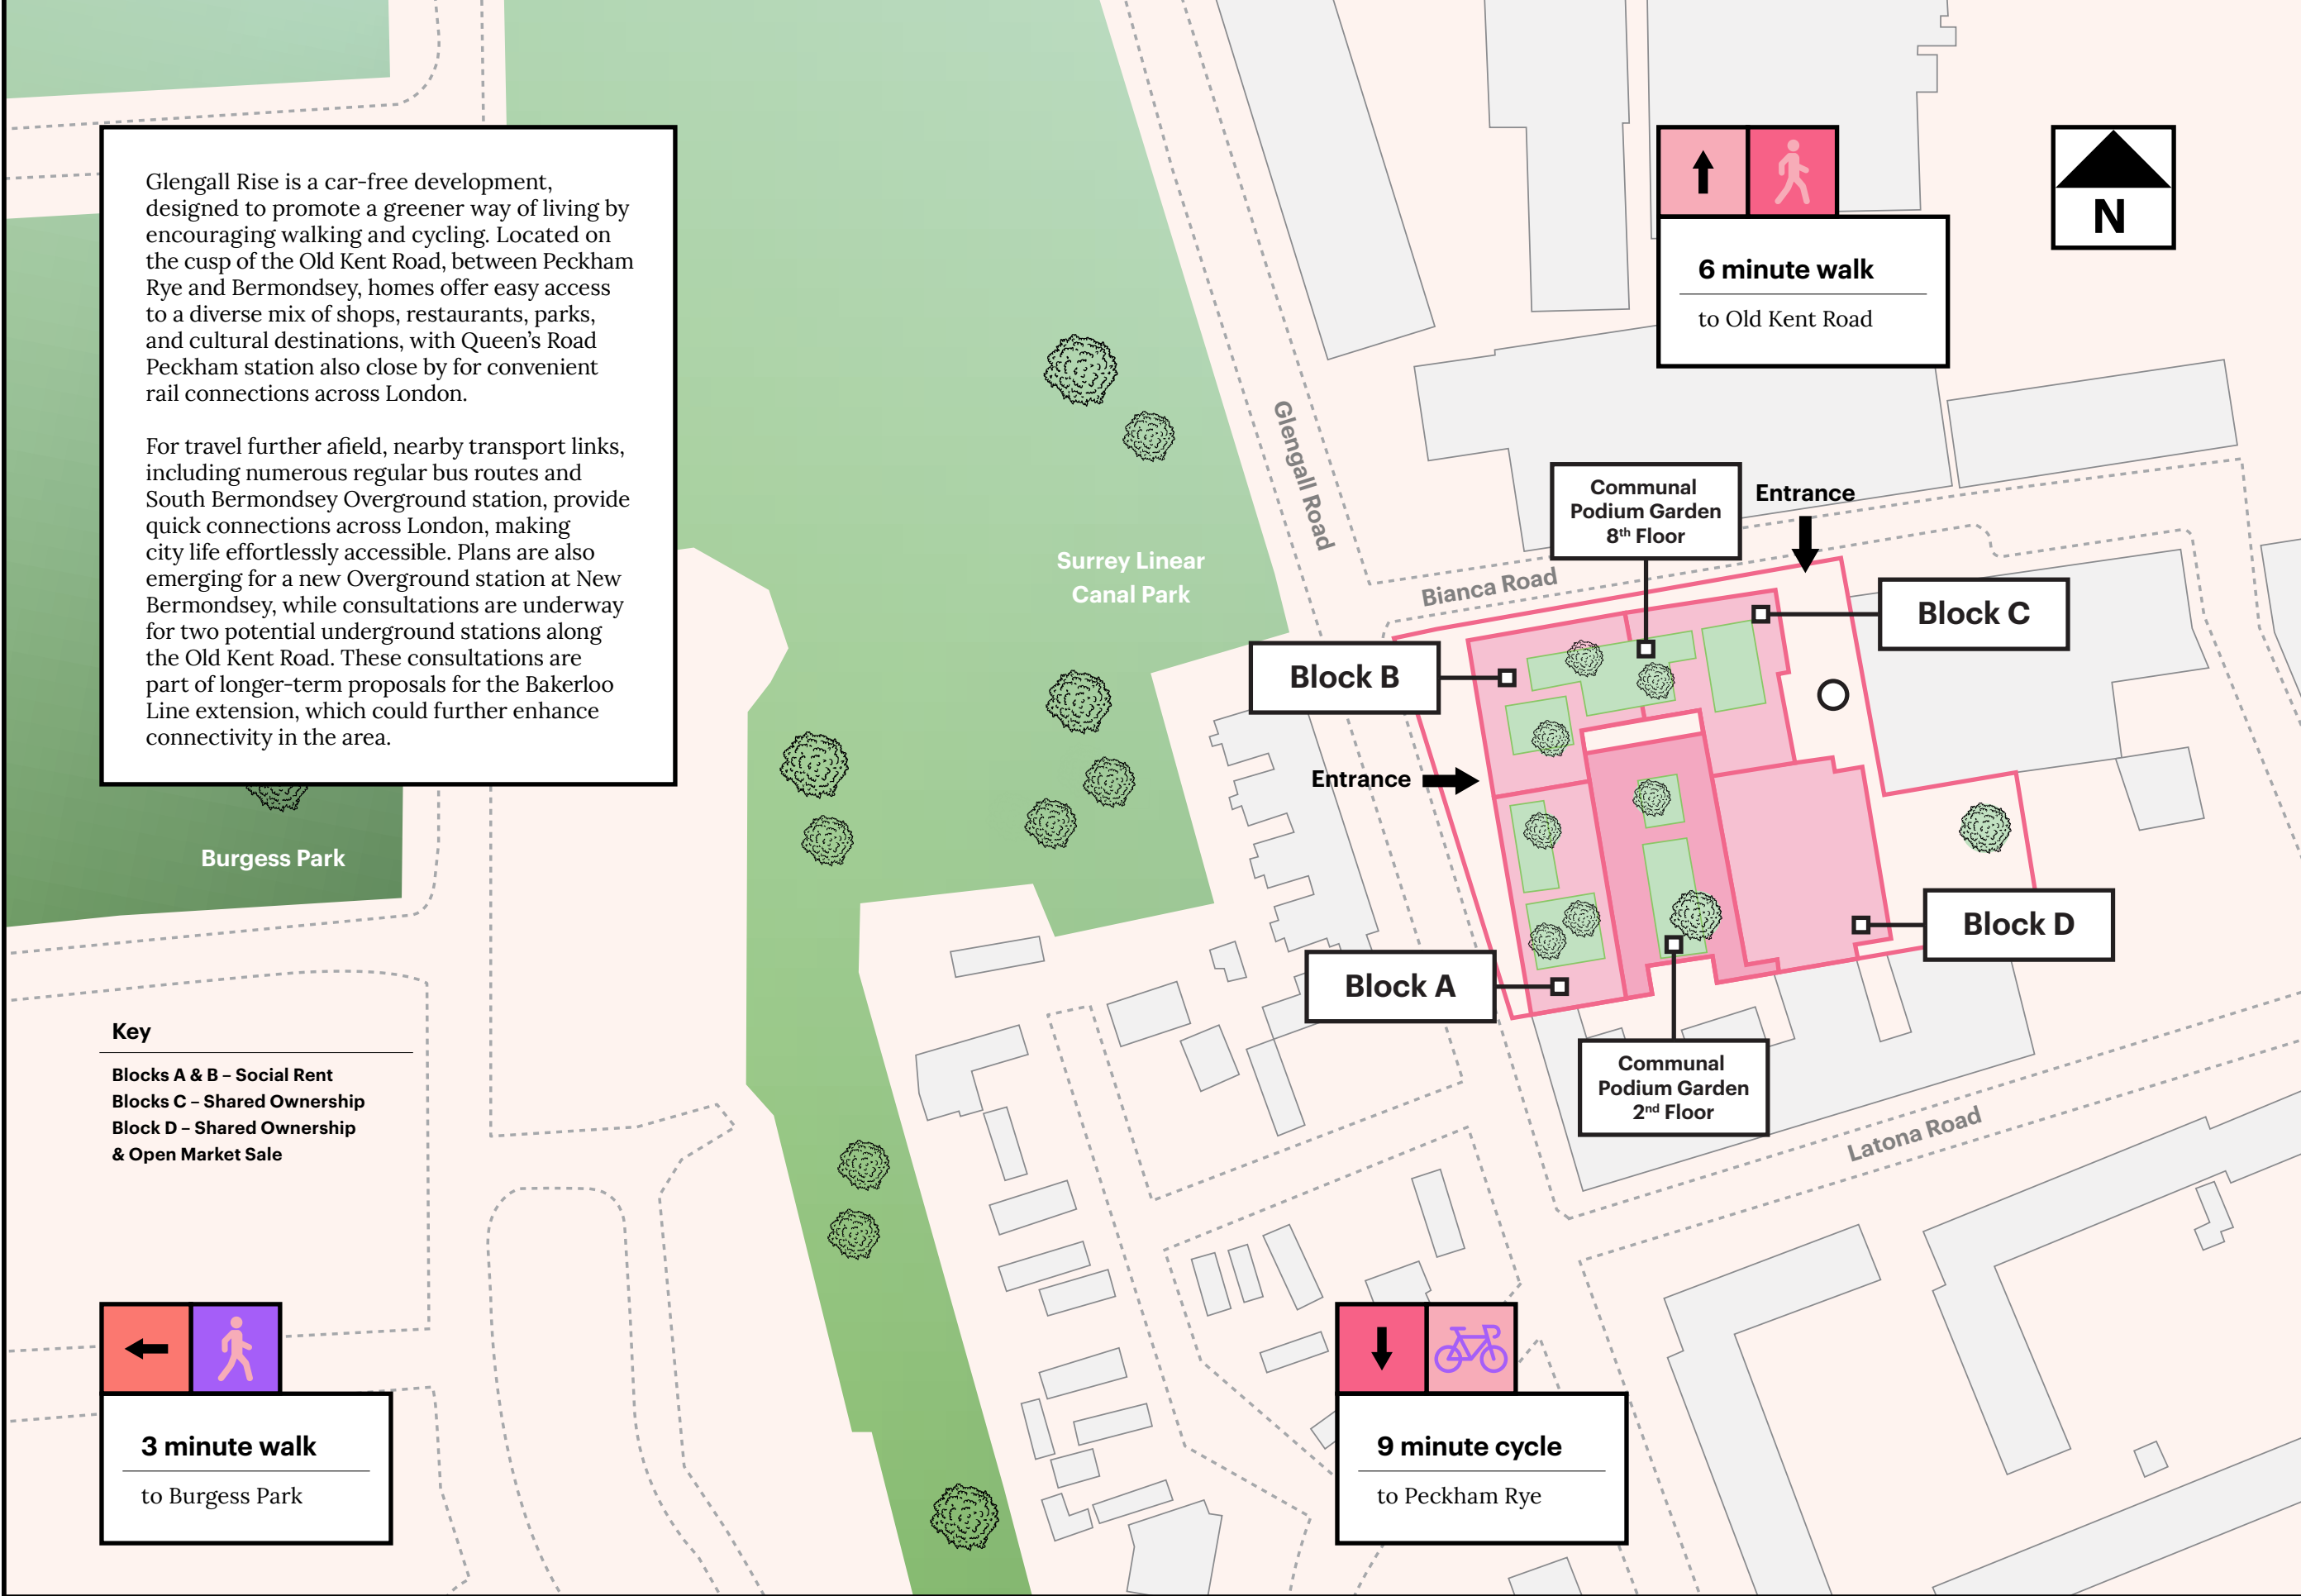 Glengall Rise is a car-free development,
designed to promote a greener way of living by
encouraging walking and cycling. Located on
the cusp of the Old Kent Road, between Peckham
Rye and Bermondsey, homes offer easy access
to a diverse mix of shops, restaurants, parks,
and cultural destinations, with Queen’s Road
Peckham station also close by for convenient
rail connections across London.
For travel further afield, nearby transport links,
including numerous regular bus routes and
South Bermondsey Overground station, provide
quick connections across London, making
city life effortlessly accessible. Plans are also
emerging for a new Overground station at New
Bermondsey, while consultations are underway
for two potential underground stations along
the Old Kent Road. These consultations are
part of longer-term proposals for the Bakerloo
Line extension, which could further enhance
connectivity in the area.
Burgess Park
Key
Blocks A & B – Social Rent
Blocks C – Shared Ownership
Block D – Shared Ownership
& Open Market Sale
3 minute walk
to Burgess Park
Surrey Linear
Canal Park
Glengall Road
6 minute walk
to Old Kent Road
N
Communal
Podium Garden
8th Floor
Entrance
Bianca Road
Block C
Block B
Entrance
Block D
Block A
Communal
Podium Garden
2nd Floor
Latona Road
9 minute cycle
to Peckham Rye